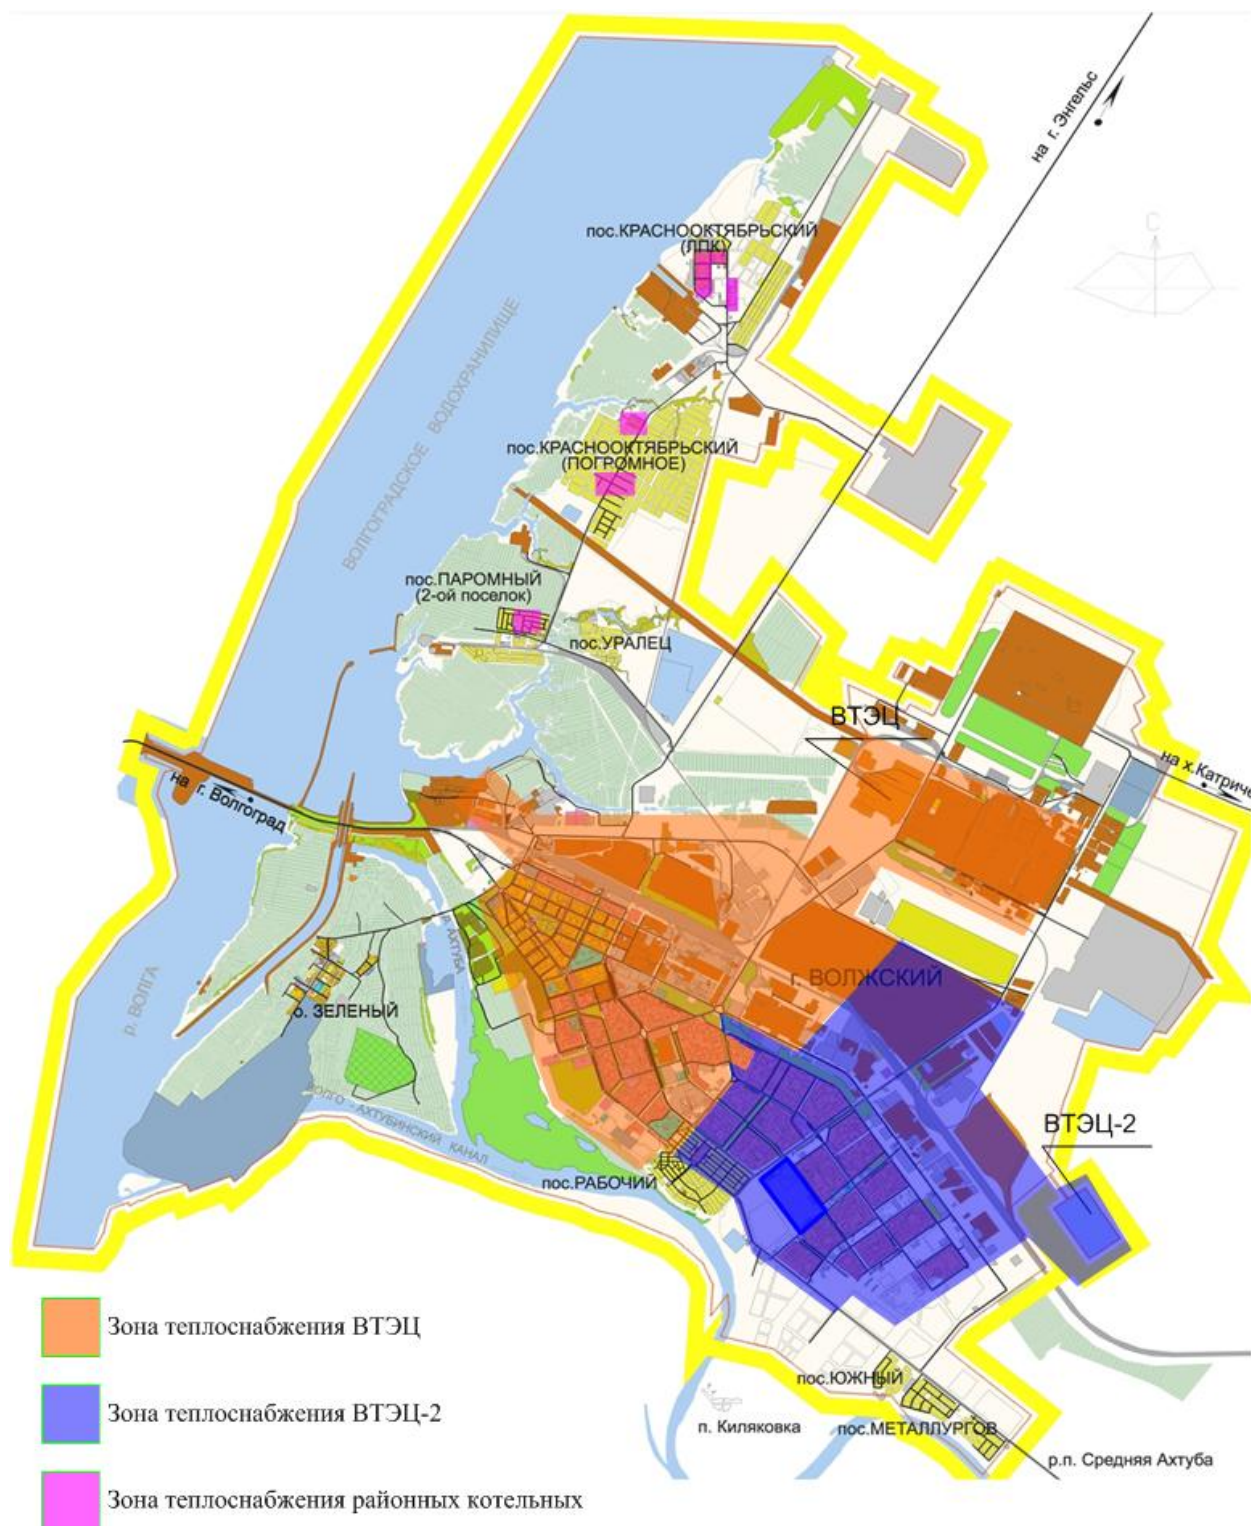 на г. Энгельс
С
пос.КРАСНООКТЯБРЬСКИЙ
(ЛПК)
ВОЛГОГРАДСКОЕ ВОДОХРАНИЛИЩЕ
пос.КРАСНООКТЯБРЬСКИЙ
(ПОГРОМНОЕ)
пос.ПАРОМНЫЙ
(2-ой поселок)
пос.УРАЛЕЦ
ВТЭЦ
на х.Катриче
на г. Волгоград
р. АХТУБА
г. ВОЛЖСКИЙ
р. ВОЛГА
о. ЗЕЛЕНЫЙ
ВОЛГО - АХТУБИНСКИЙ КАНАЛ
ВТЭЦ-2
пос.РАБОЧИЙ
Зона теплоснабжения ВТЭЦ
пос.ЮЖНЫЙ
Зона теплоснабжения ВТЭЦ-2
п. Киляковка
пос.МЕТАЛЛУРГОВ
р.п. Средняя Ахтуба
Зона теплоснабжения районных котельных